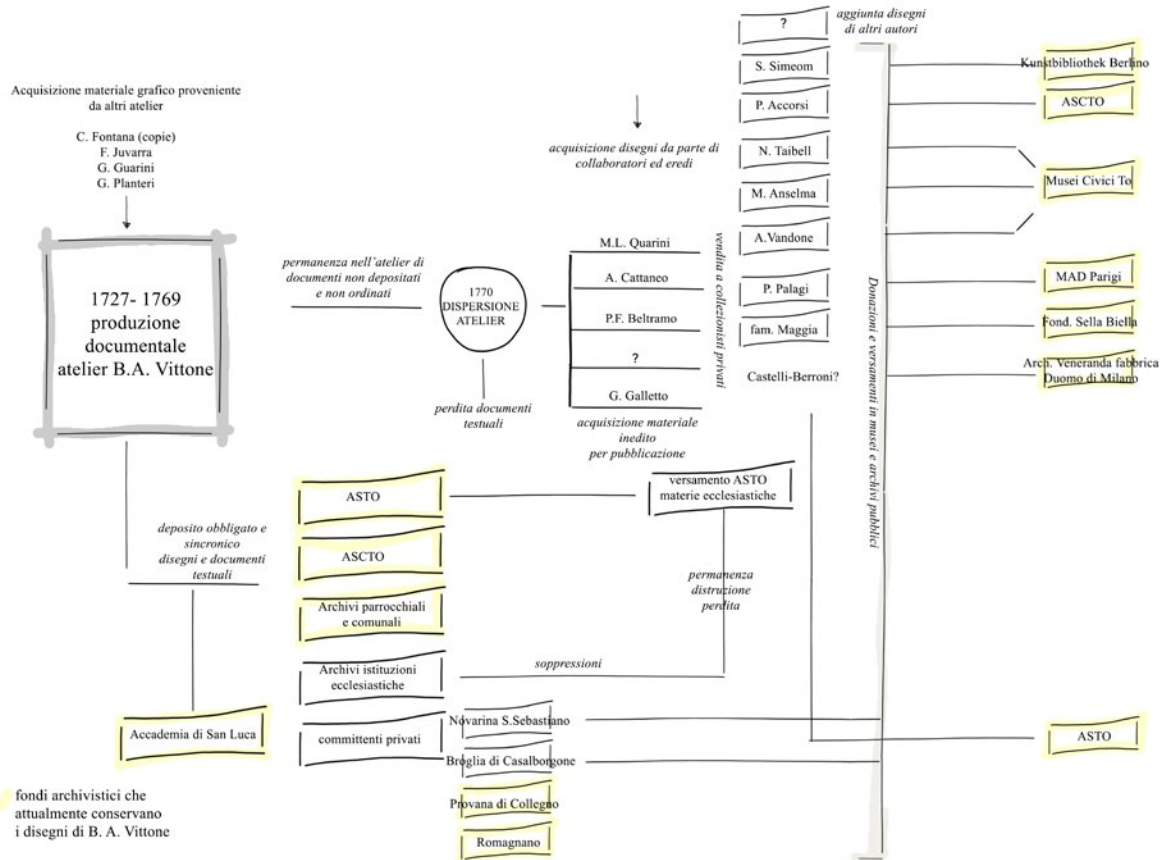 Acquisizione materiale grafico proveniente
da altri atelier
C. Fontana (copie)
F. Juvarra
G. Guarini
G. Planteri
1727- 1769
produzione
documentale
atelier B.A. Vittone
permanenza nell'atelier di
documenti non depositati
e non ordinati
1770
DISPERSIONE
ATELIER
perdita documenti
testuali
acquisizione disegni da parte di
collaboratori ed eredi
M.L. Quarini
A. Cattaneo
P.F. Beltramo
?
G. Galletto
acquisizione materiale
inedito
per pubblicazione
vendita a collezionisti privati
?
S. Simeom
P. Accorsi
N. Taibell
M. Anselma
A.Vandone
P. Palagi
fam. Maggia
Castelli-Berroni?
aggiunta disegni
di altri autori
Donazioni e versamenti in musei e archivi pubblici
Kunstbibliothek Berlino
ASCTO
Musei Civici To
MAD Parigi
Fond. Sella Biella
Arch. Veneranda fabbrica
Duomo di Milano
ASTO
deposito obbligato e
sincronico
disegni e documenti
testuali
Accademia di San Luca
ASTO
ASCTO
Archivi parrocchiali
e comunali
Archivi istituzioni
ecclesiastiche
committenti privati
versamento ASTO
materie ecclesiastiche
permanenza
distruzione
perdita
soppressioni
Novarina S.Sebastiano
Broglia di Casalborgone
Provana di Collegno
Romagnano
fondi archivistici che
attualmente conservano
i disegni di B. A. Vittone